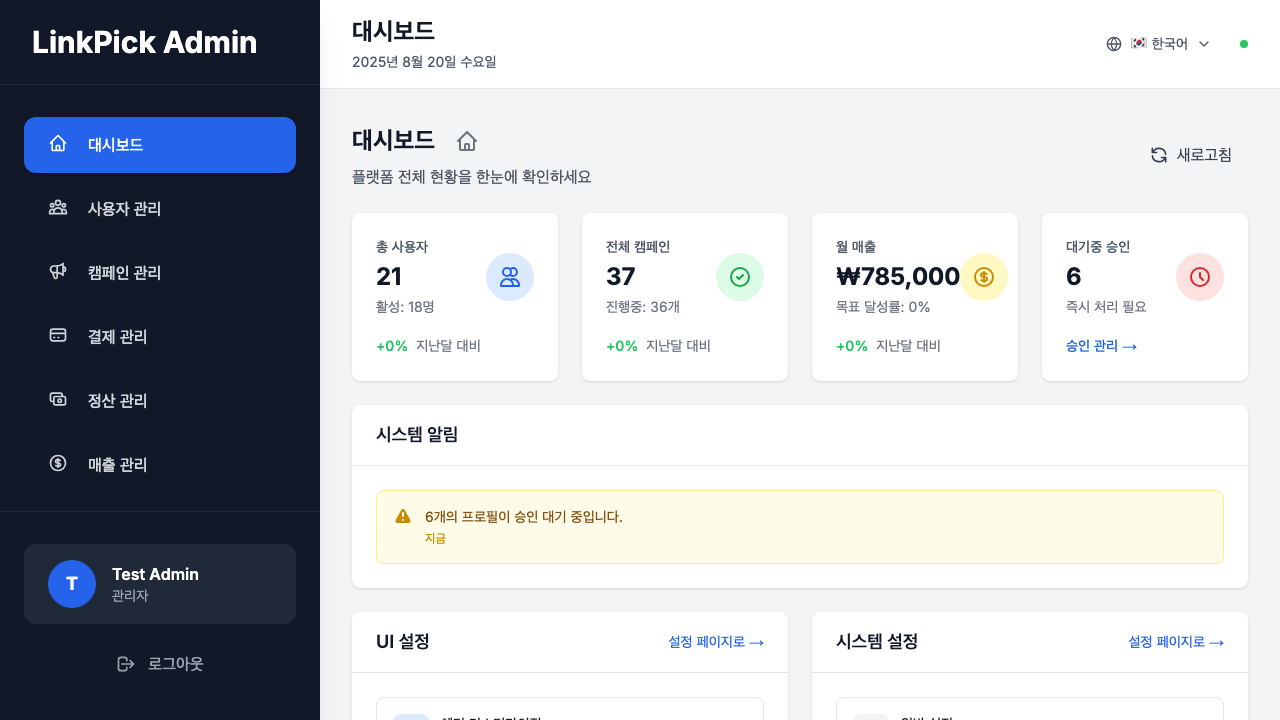 LinkPick Admin
대시보드
사용자 관리
캠페인 관리
결제 관리
정산 관리
매출 관리
T
Test Admin
관리자
로그아웃
대시보드
2025년 8월 20일 수요일
🇰🇷 한국어
대시보드
플랫폼 전체 현황을 한눈에 확인하세요
새로고침
총 사용자
21
활성: 18명
+0% 지난달 대비
전체 캠페인
37
진행중: 36개
+0% 지난달 대비
월 매출
₩785,000
목표 달성률: 0%
+0% 지난달 대비
대기중 승인
6
즉시 처리 필요
승인 관리 →
시스템 알림
6개의 프로필이 승인 대기 중입니다.
지금
UI 설정
설정 페이지로 →
시스템 설정
설정 페이지로 →